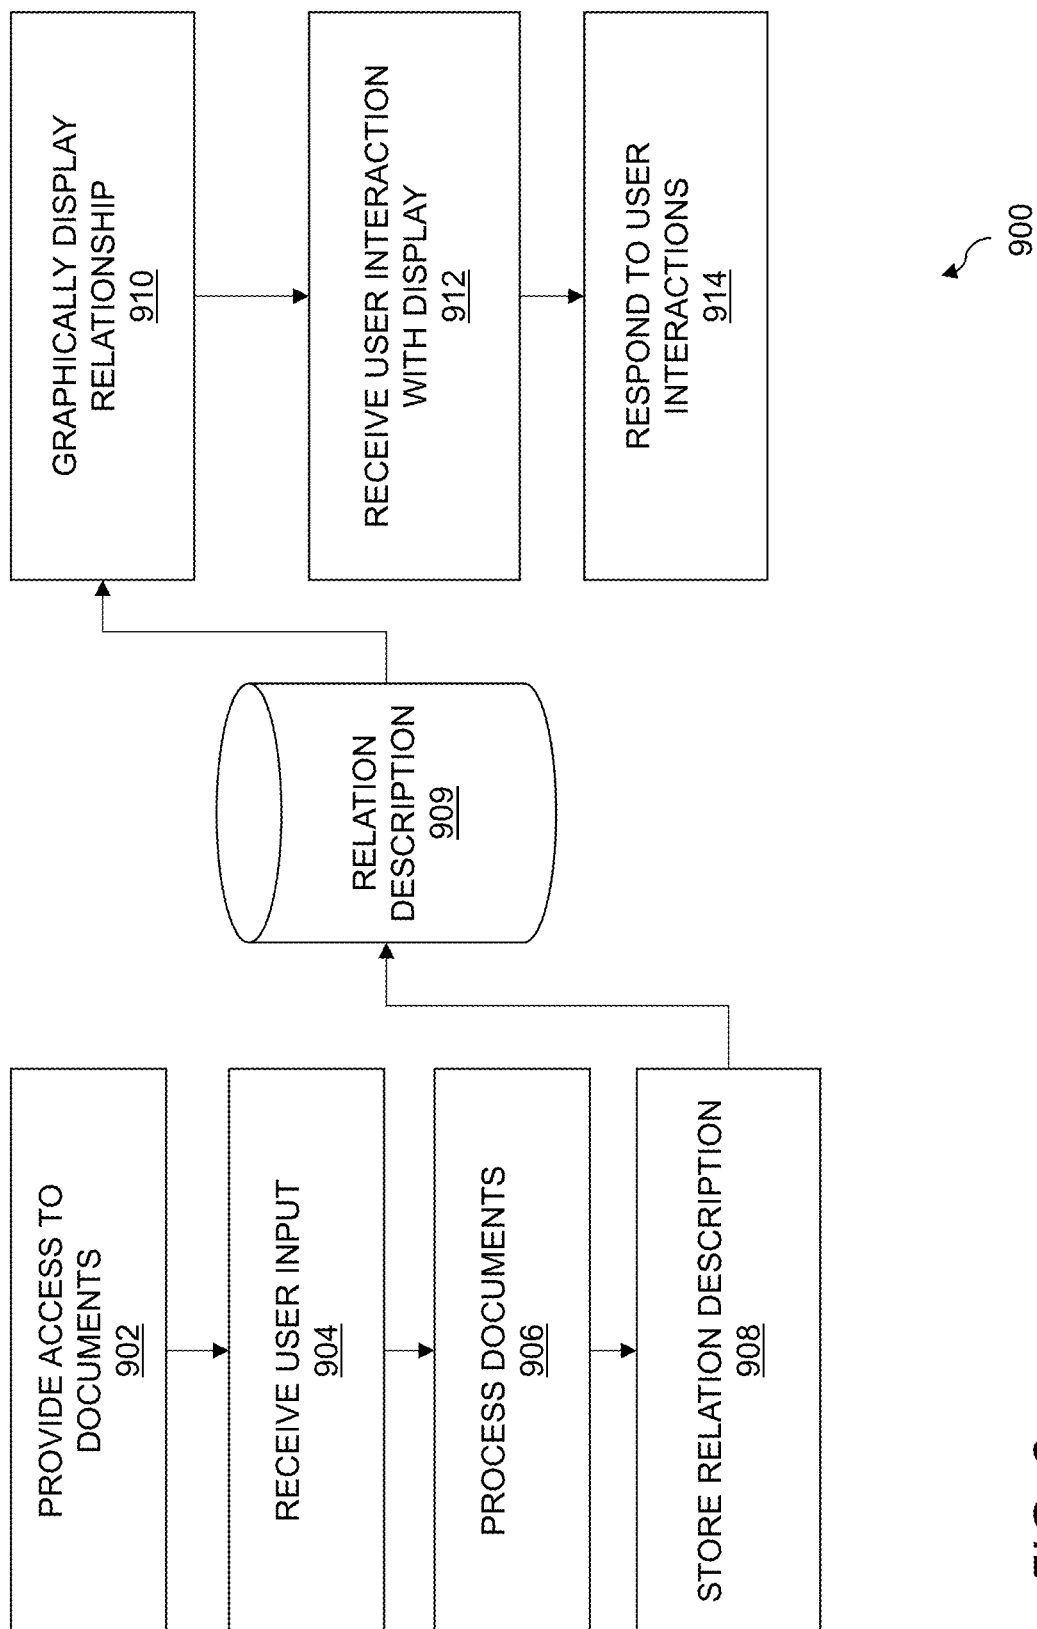 PROVIDE ACCESS TO
DOCUMENTS
902
RECEIVE USER INPUT
904
PROCESS DOCUMENTS
906
STORE RELATION DESCRIPTION
908
RELATION
DESCRIPTION
909
GRAPHICALLY DISPLAY
RELATIONSHIP
910
RECEIVE USER INTERACTION
WITH DISPLAY
912
RESPOND TO USER
INTERACTIONS
914
900